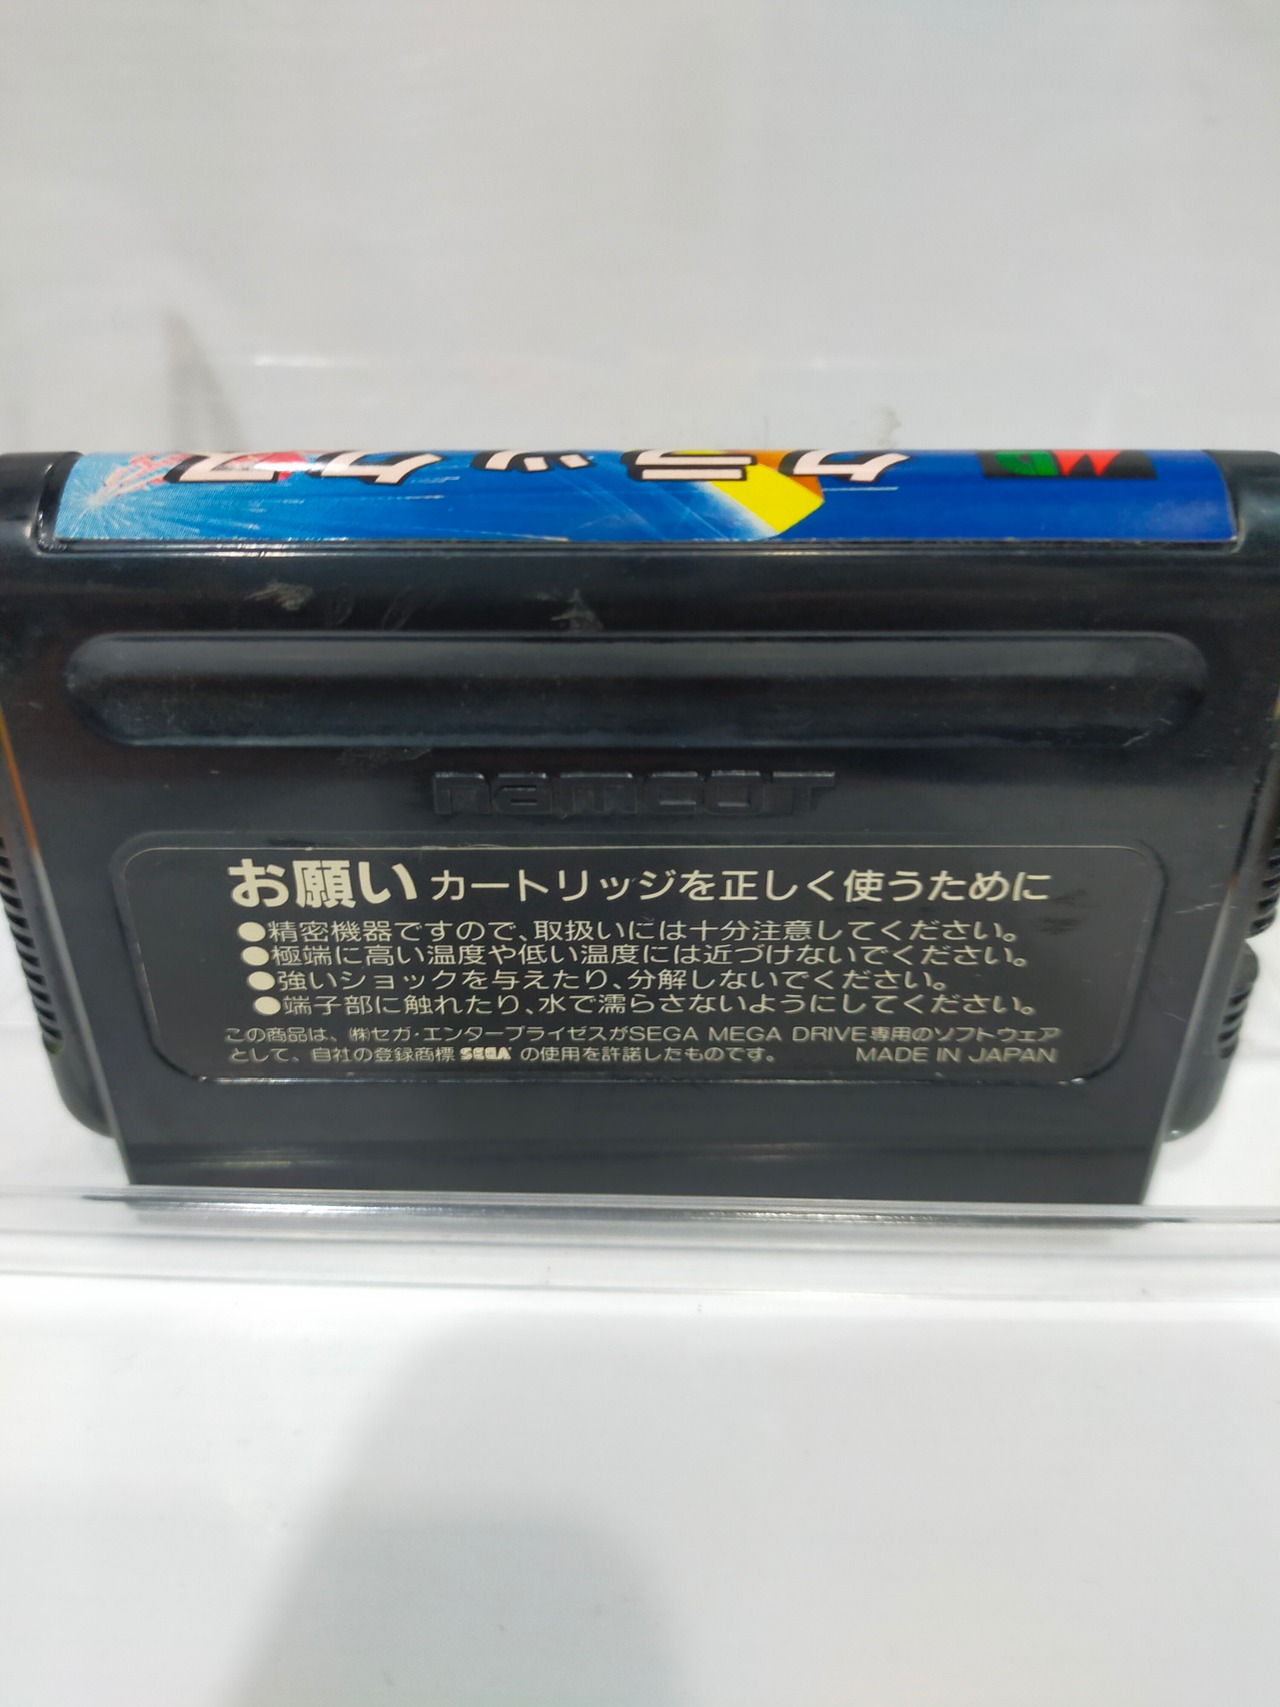 クラックス
namcot
お願い カートリッジを正しく使うために
●精密機器ですので、取扱いには十分注意してください。
●極端に高い温度や低い温度には近づけないでください。
●強いショックを与えたり、分解しないでください。
●端子部に触れたり、水で濡らさないようにしてください。
この商品は、㈱セガ・エンタープライゼスがSEGA MEGA DRIVE専用のソフトウェア
として、自社の登録商標 SEGA の使用を許諾したものです。 MADE IN JAPAN